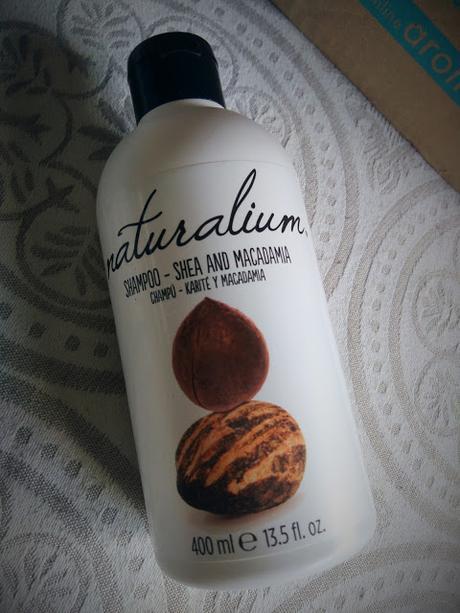 naturalium
SHAMPOO - SHEA AND MACADAMIA
CHAMPÚ - KARITÉ Y MACADAMIA
400 ml e 13.5 fl. oz.